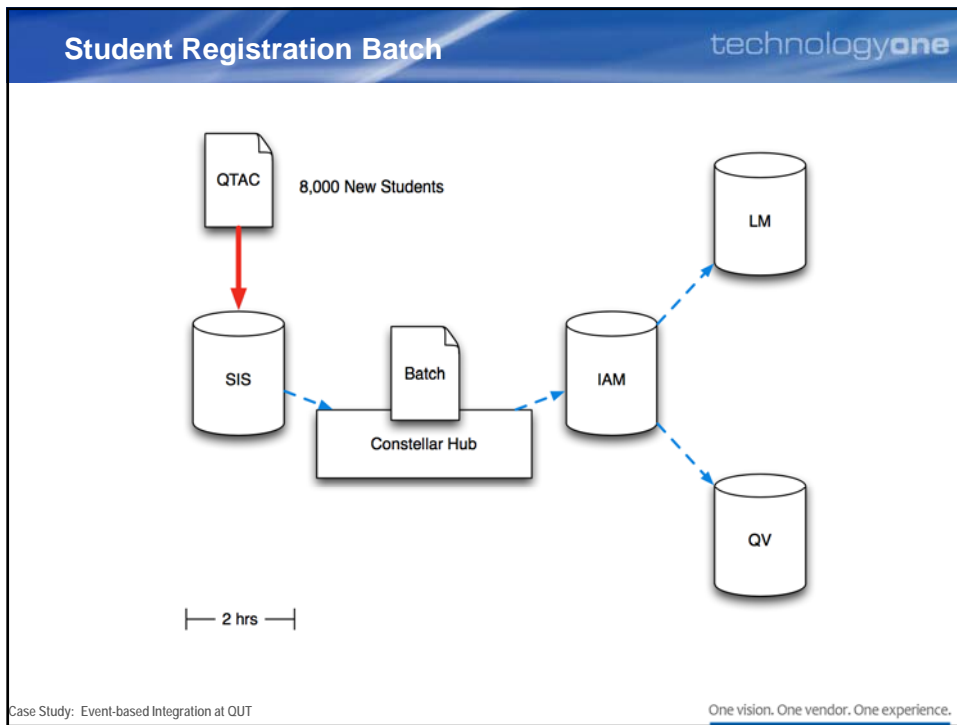 Student Registration Batch
technologyone
QTAC
8,000 New Students
LM
SIS
Batch
IAM
Constellar Hub
QV
2 hrs
Case Study: Event-based Integration at QUT
One vision. One vendor. One experience.